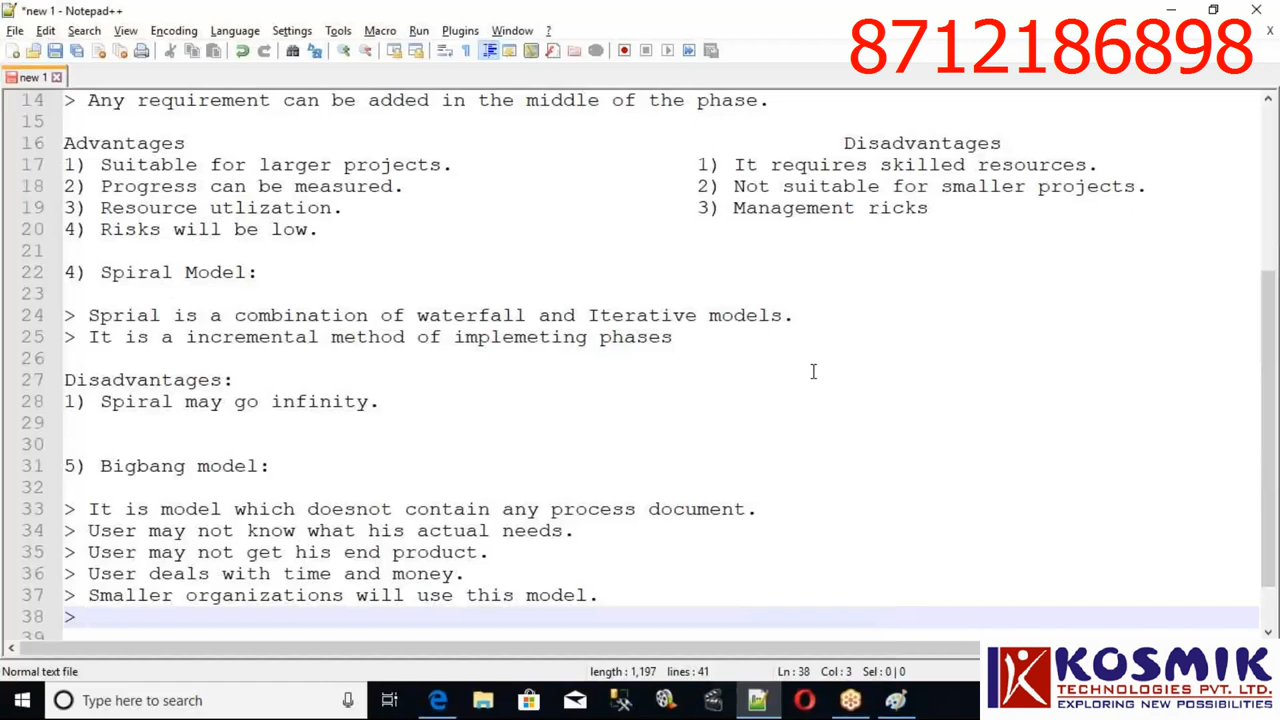 *new 1 - Notepad++
8712186898
File Edit Search View Encoding Language Settings Tools Macro Run Plugins Window ? X
new 1
14 > Any requirement can be added in the middle of the phase.
15
16 Advantages Disadvantages
17 1) Suitable for larger projects. 1) It requires skilled resources.
18 2) Progress can be measured. 2) Not suitable for smaller projects.
19 3) Resource utlization. 3) Management ricks
20 4) Risks will be low.
21
22 4) Spiral Model:
23
24 > Sprial is a combination of waterfall and Iterative models.
25 > It is a incremental method of implemeting phases
26
27 Disadvantages:
28 1) Spiral may go infinity.
29
30
31 5) Bigbang model:
32
33 > It is model which doesnot contain any process document.
34 > User may not know what his actual needs.
35 > User may not get his end product.
36 > User deals with time and money.
37 > Smaller organizations will use this model.
38 >
39
Normal text file length : 1,197 lines : 41 Ln : 38 Col : 3 Sel : 0 | 0
KOSMIK
TECHNOLOGIES PVT. LTD.
EXPLORING NEW POSSIBILITIES
Type here to search